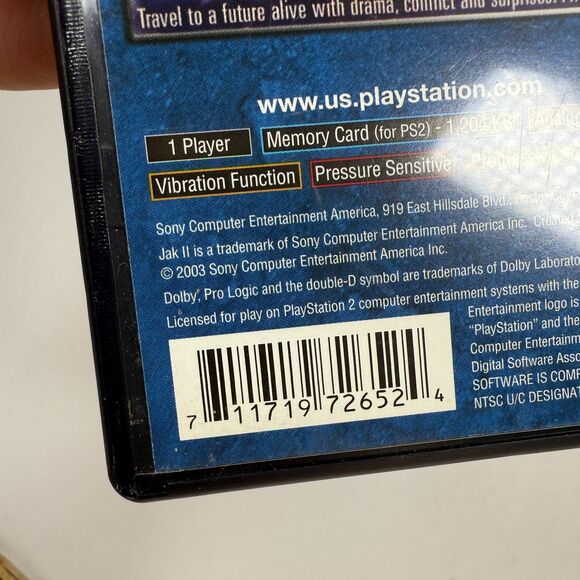 Travel to a future alive with drama, conflict and surprises.
www.us.playstation.com
1 Player
Memory Card (for PS2) - 1,204 KB
Analog
Vibration Function
Pressure Sensitive
Sony Computer Entertainment America, 919 East Hillsdale Blvd., Foster
Jak II is a trademark of Sony Computer Entertainment America Inc. Created
© 2003 Sony Computer Entertainment America Inc.
Dolby, Pro Logic and the double-D symbol are trademarks of Dolby Laborato
Licensed for play on PlayStation 2 computer entertainment systems with the
Entertainment logo is
"PlayStation" and the
Computer Entertainm
Digital Software Asso
SOFTWARE IS COMP
NTSC U/C DESIGNAT
7 11719 72652 4